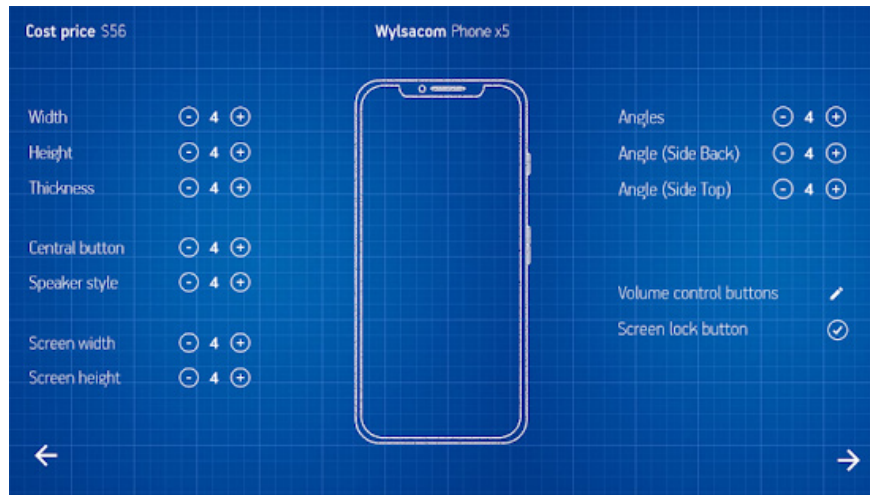 Cost price $56
Wylsacom Phone x5
Width - 4 +
Height - 4 +
Thickness - 4 +
Central button - 4 +
Speaker style - 4 +
Screen width - 4 +
Screen height - 4 +
Angles - 4 +
Angle (Side Back) - 4 +
Angle (Side Top) - 4 +
Volume control buttons
Screen lock button